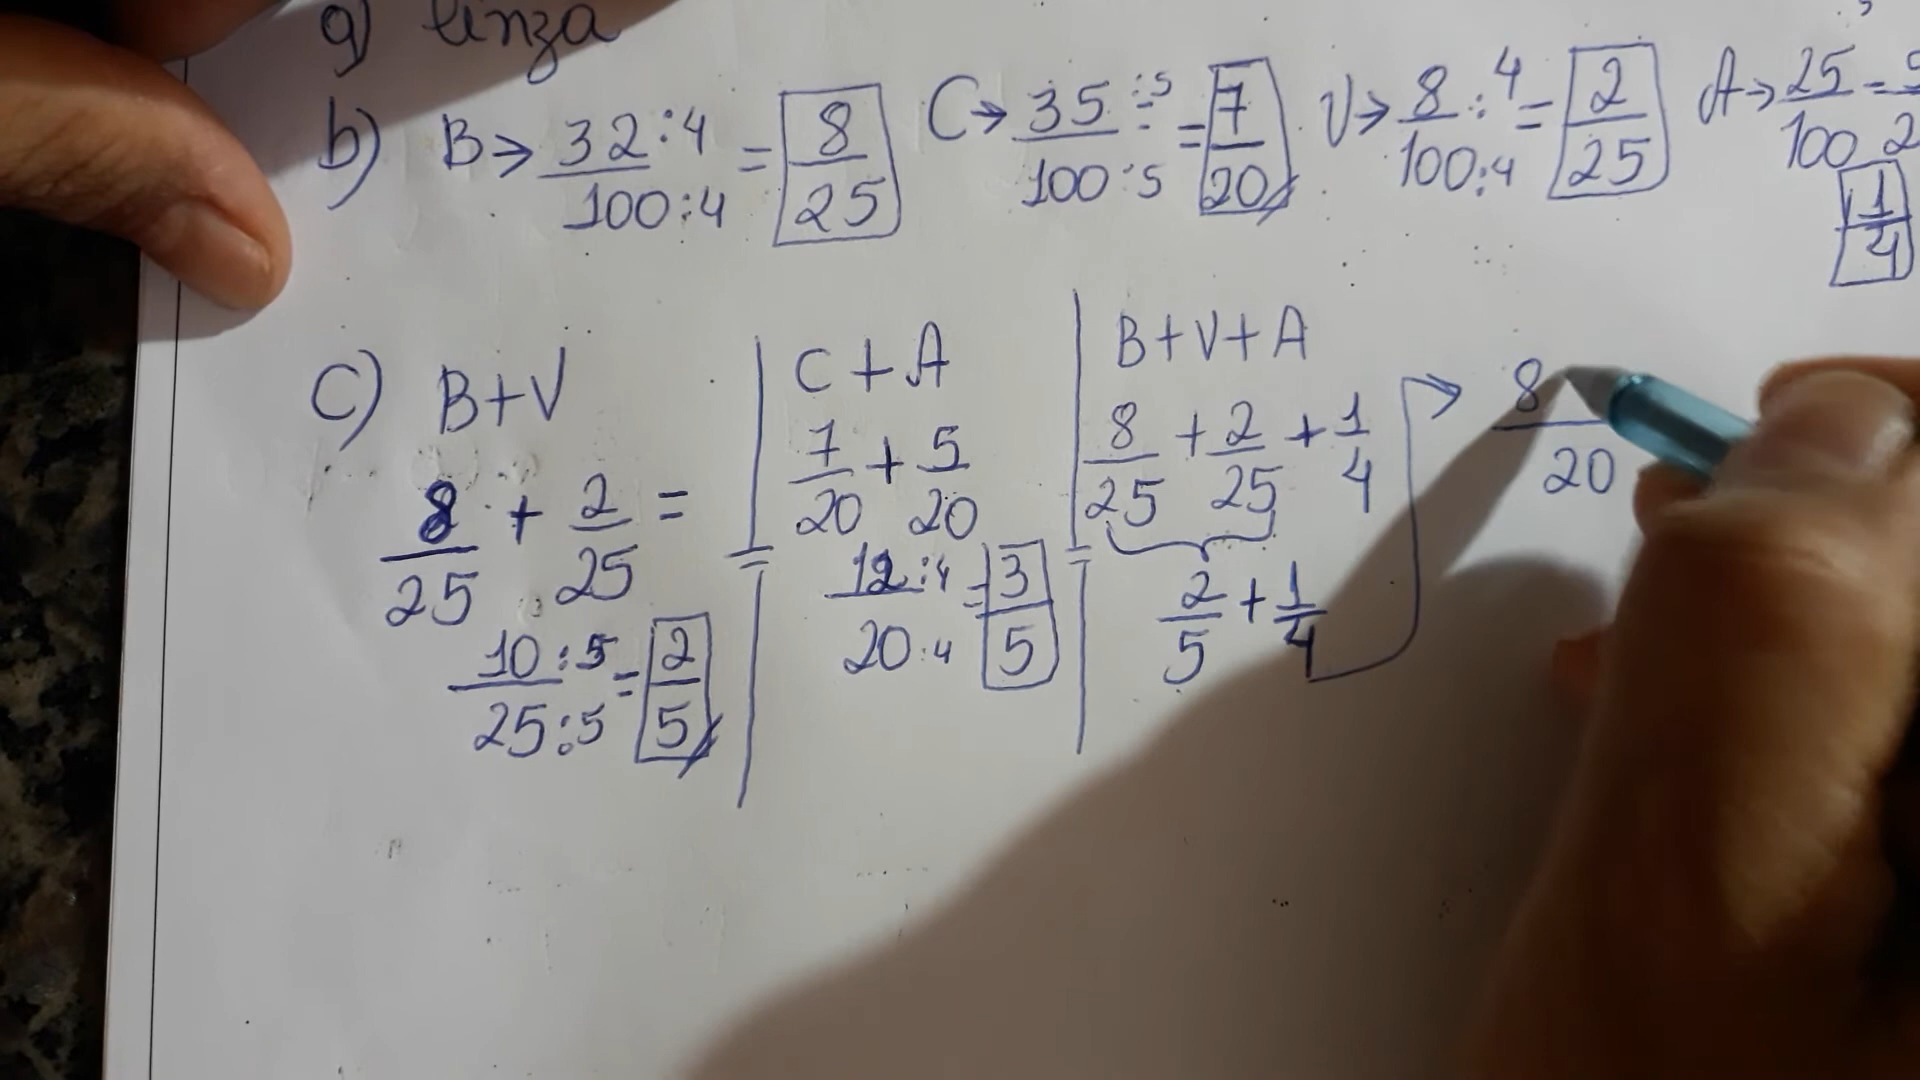 a) linza
b) B → 32:4/100:4 = 8/25 C → 35:5/100:5 = 7/20 V → 8:4/100:4 = 2/25 A → 25/100 =
1/4
c) B+V | C + A | B+V+A
8/25 + 2/25 = | 7/20 + 5/20 | 8/25 + 2/25 + 1/4 → 8/20
10:5/25:5 = 2/5 | 12:4/20:4 = 3/5 | 2/5 + 1/4